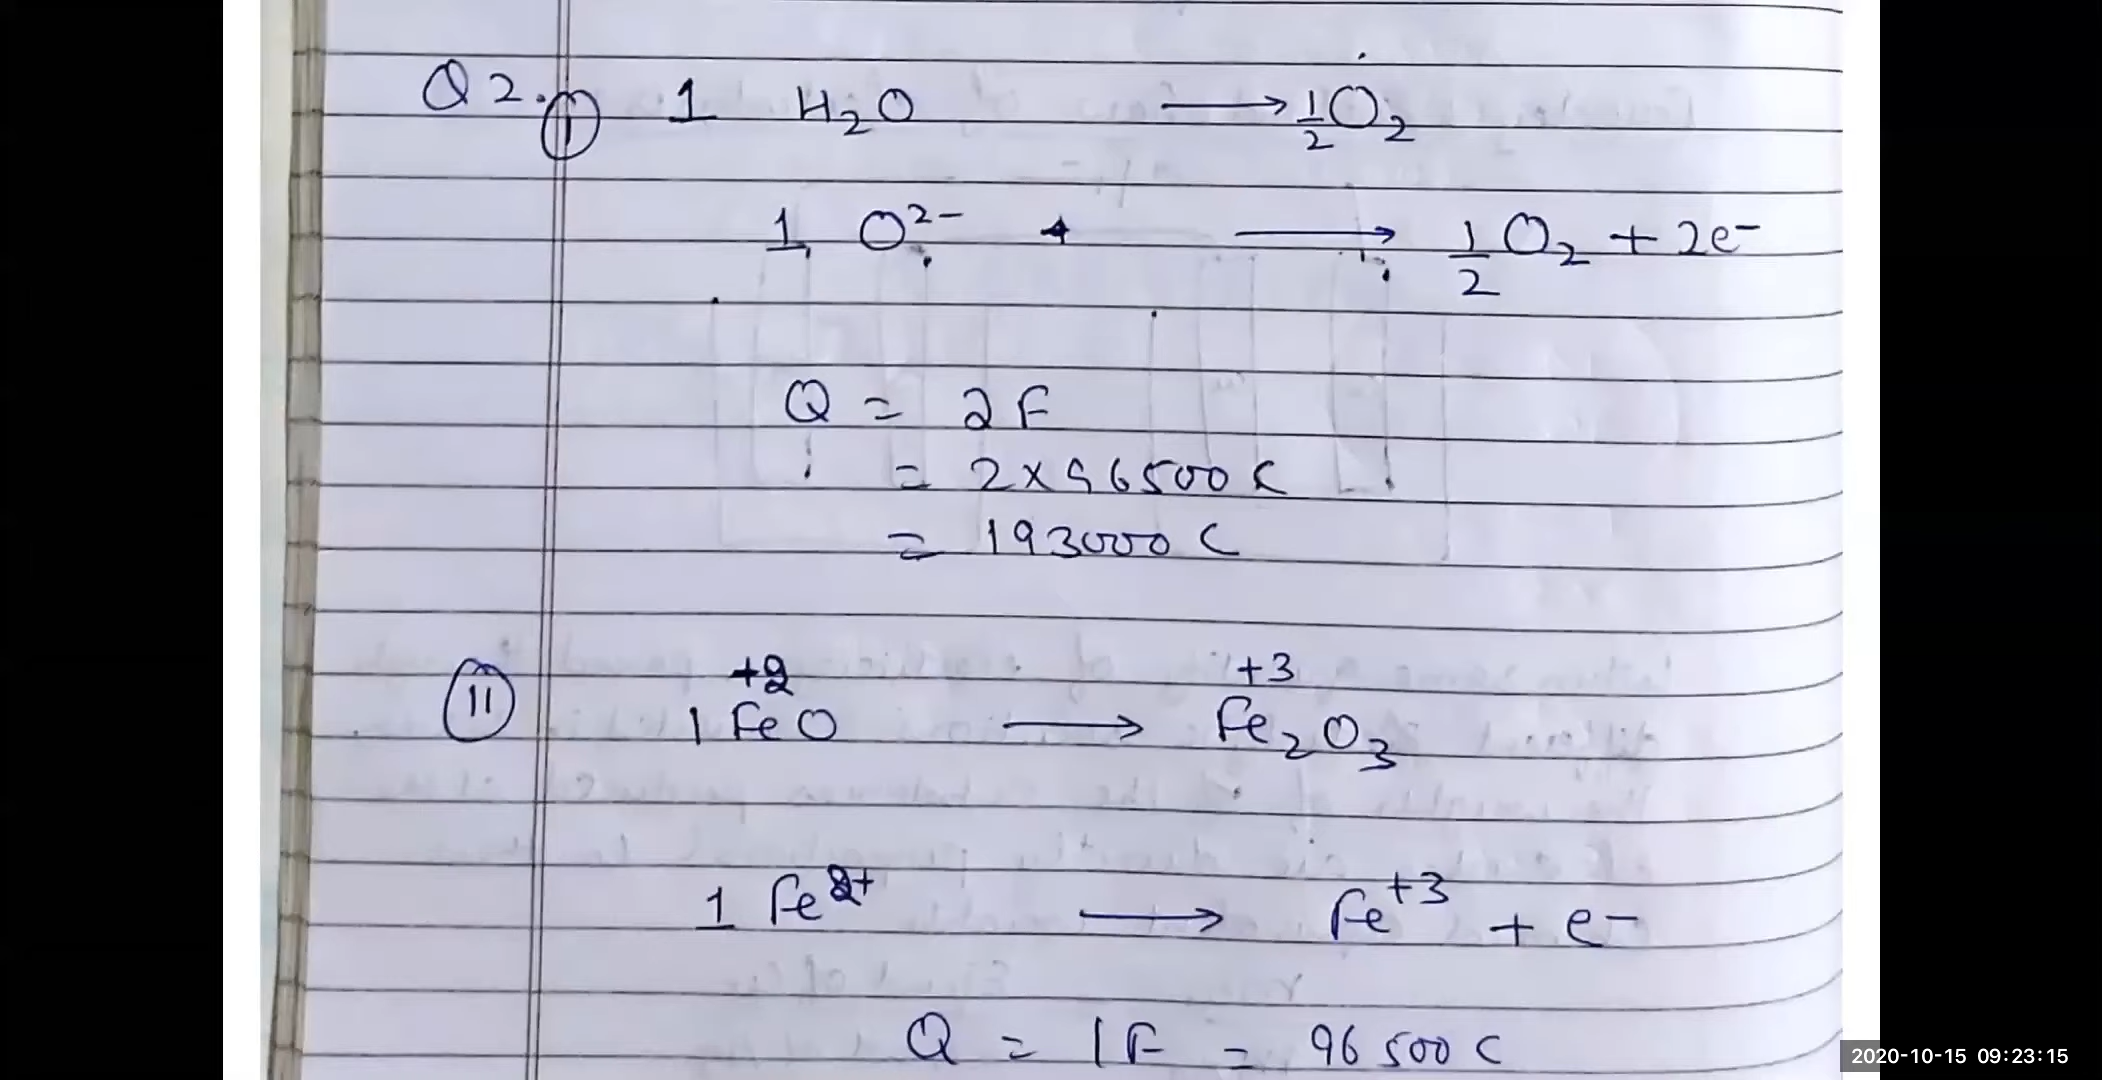 Q2. (i) 1 H₂O ⟶ 1/2 O₂
1 O²⁻ ⟶ 1/2 O₂ + 2e⁻
Q = 2F
= 2×96500 C
= 193000 C
+2 +3
(ii) 1 FeO ⟶ Fe₂O₃
1 Fe²⁺ ⟶ Fe⁺³ + e⁻
Q = 1F = 96500 C
2020-10-15 09:23:15